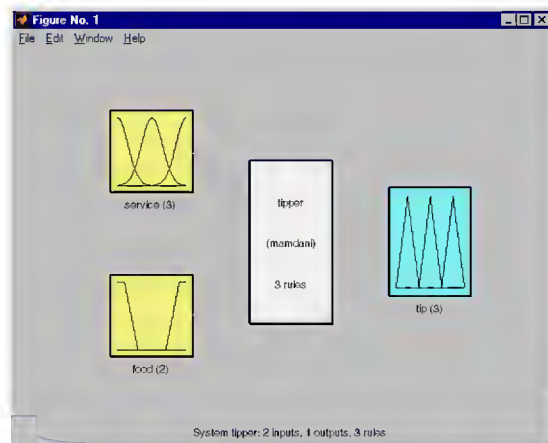 Figure No. 1
File Edit Window Help
service (3)
tipper
(mamdani)
3 rules
tip (3)
food (2)
System tipper: 2 inputs, 1 outputs, 3 rules